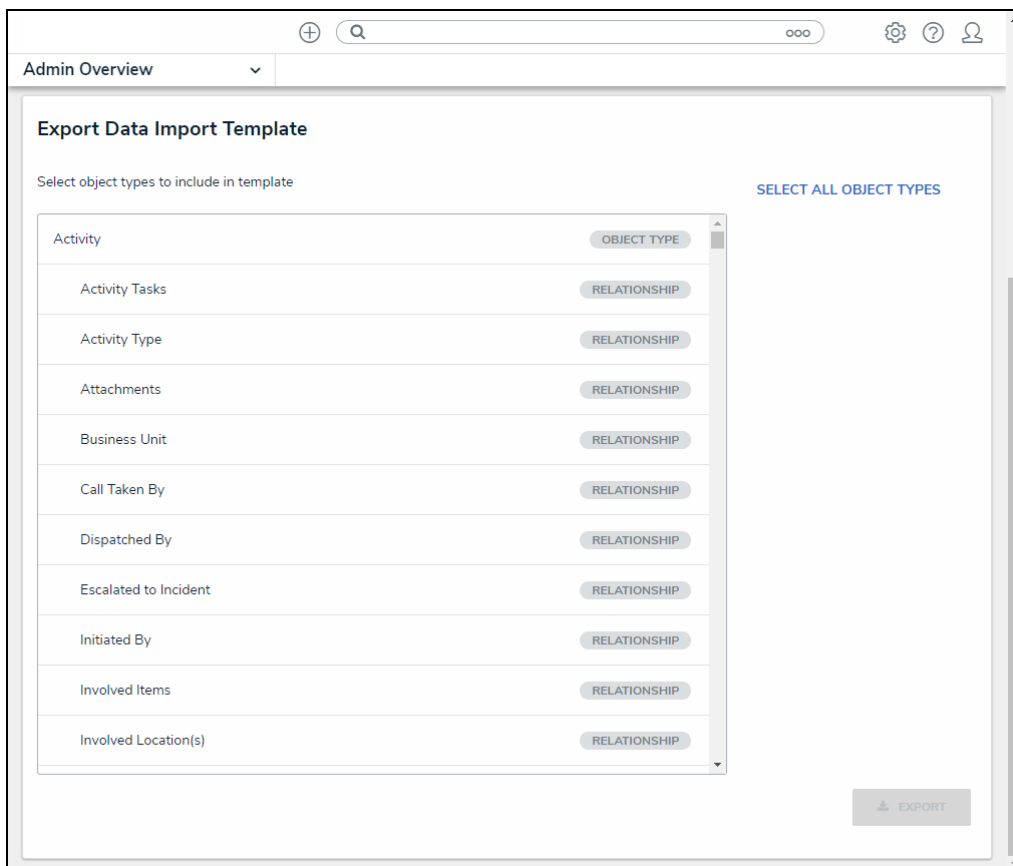 Admin Overview
Export Data Import Template
Select object types to include in template
SELECT ALL OBJECT TYPES
Activity OBJECT TYPE
Activity Tasks RELATIONSHIP
Activity Type RELATIONSHIP
Attachments RELATIONSHIP
Business Unit RELATIONSHIP
Call Taken By RELATIONSHIP
Dispatched By RELATIONSHIP
Escalated to Incident RELATIONSHIP
Initiated By RELATIONSHIP
Involved Items RELATIONSHIP
Involved Location(s) RELATIONSHIP
EXPORT